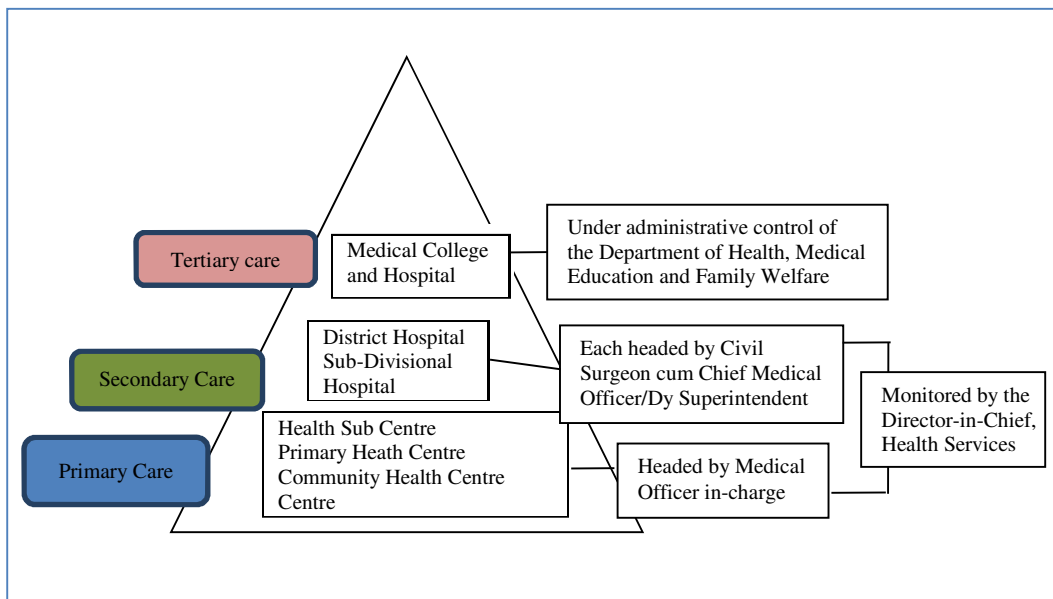 Tertiary care
Medical College
and Hospital
Under administrative control of
the Department of Health, Medical
Education and Family Welfare
Secondary Care
District Hospital
Sub-Divisional
Hospital
Each headed by Civil
Surgeon cum Chief Medical
Officer/Dy Superintendent
Monitored by the
Director-in-Chief,
Health Services
Primary Care
Health Sub Centre
Primary Heath Centre
Community Health Centre
Centre
Headed by Medical
Officer in-charge